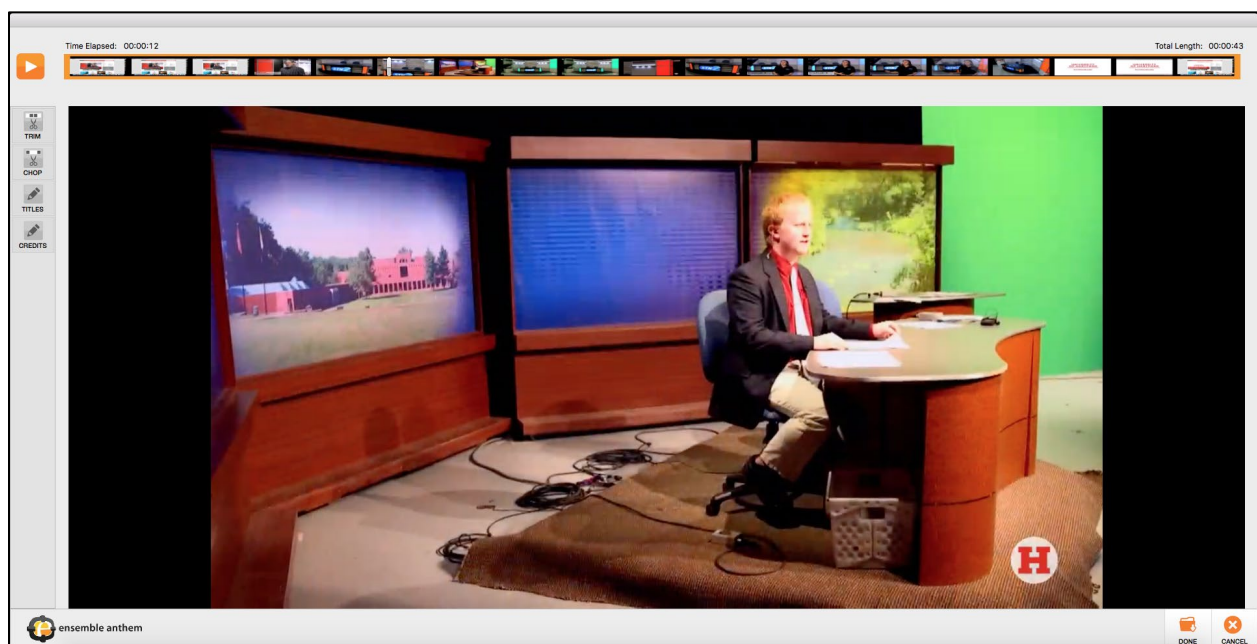 Time Elapsed: 00:00:12
Total Length: 00:00:43
TRIM
CHOP
TITLES
CREDITS
H
ensemble anthem
DONE
CANCEL